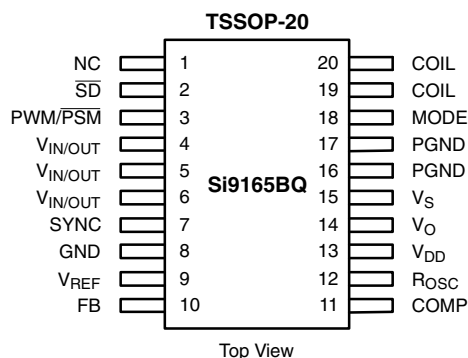 TSSOP-20
NC 1 20 COIL
SD 2 19 COIL
PWM/PSM 3 18 MODE
VIN/OUT 4 17 PGND
VIN/OUT 5 16 PGND
VIN/OUT 6 15 VS
Si9165BQ
SYNC 7 14 VO
GND 8 13 VDD
VREF 9 12 ROSC
FB 10 11 COMP
Top View